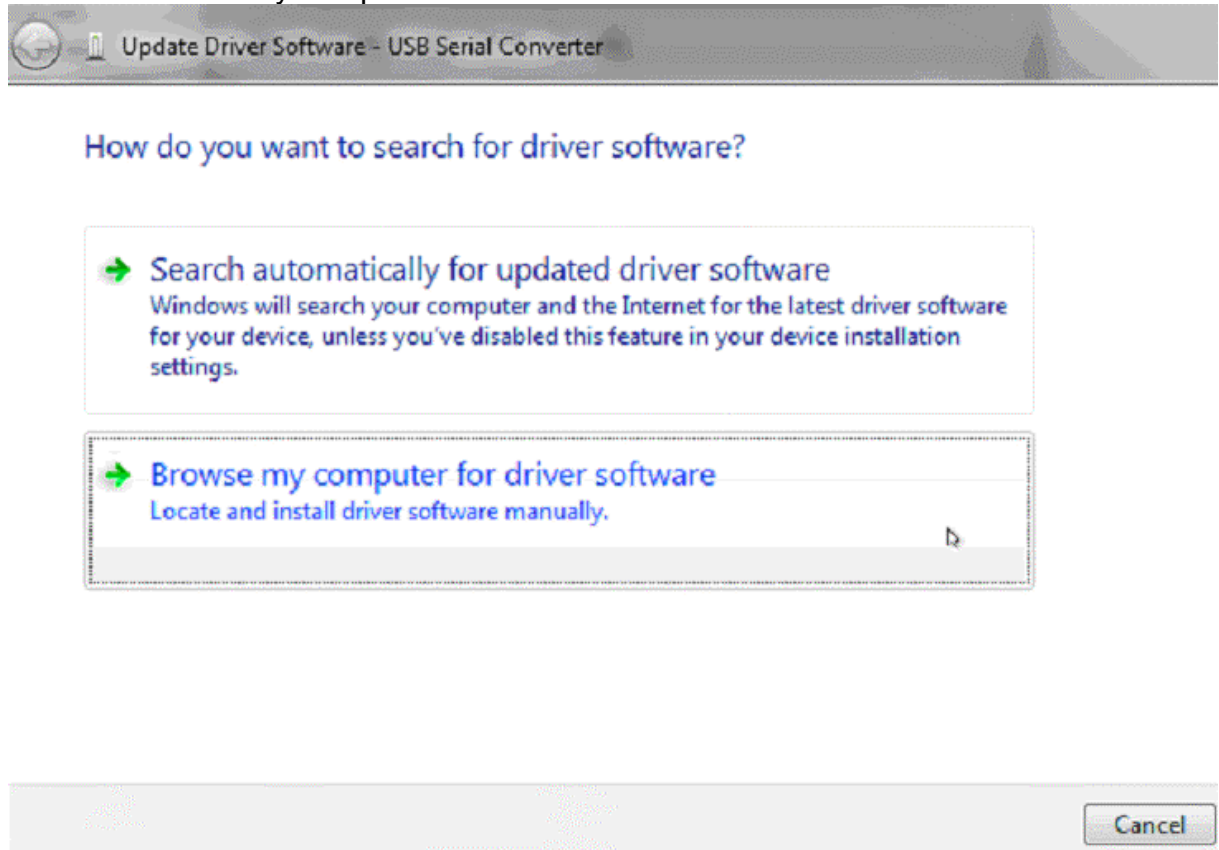 Update Driver Software - USB Serial Converter
How do you want to search for driver software?
Search automatically for updated driver software
Windows will search your computer and the Internet for the latest driver software
for your device, unless you've disabled this feature in your device installation
settings.
Browse my computer for driver software
Locate and install driver software manually.
Cancel